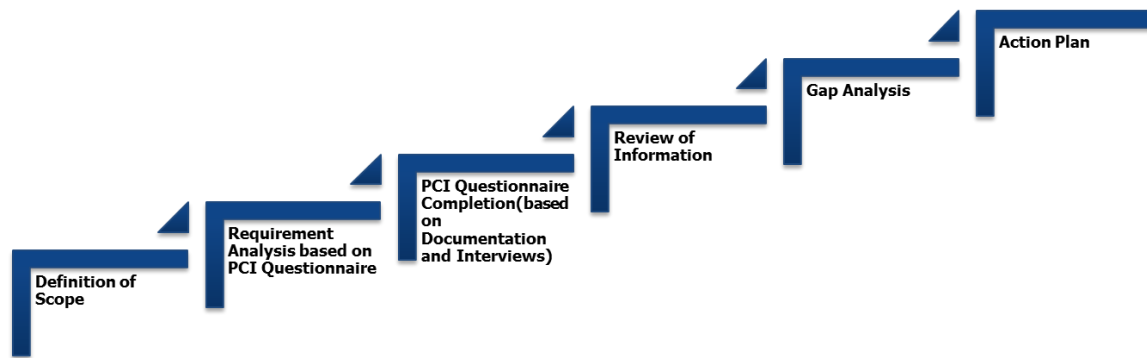 Definition of
Scope
Requirement
Analysis based on
PCI Questionnaire
PCI Questionnaire
Completion(based
on
Documentation
and Interviews)
Review of
Information
Gap Analysis
Action Plan